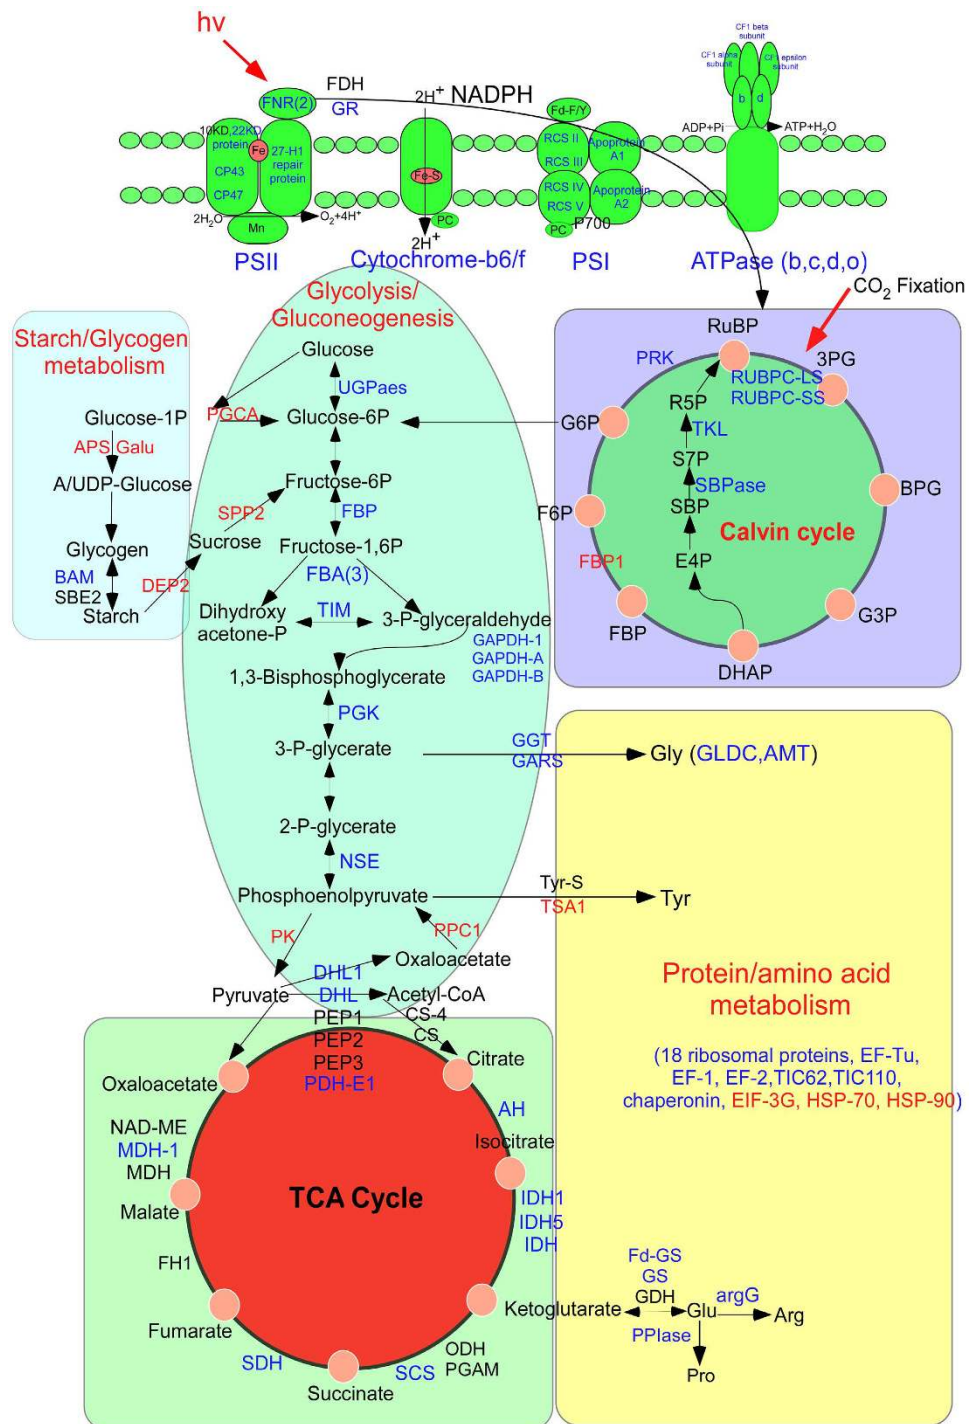 hv
CF1 beta
subunit
CF1 alpha
subunit
CF1 epsilon
subunit
FDH
GR
FNR(2)
2H+ NADPH
Fd-F/Y
b
d
10KD,22KD
protein
Fe
27-H1
repair
protein
CP43
CP47
Fe-S
RCS II
RCS III
RCS IV
RCS V
Apoprotein
A1
Apoprotein
A2
ADP+Pi
ATP+H2O
2H2O
O2+4H+
Mn
PC
2H+
PC
P700
PSII
Cytochrome-b6/f
PSI
ATPase (b,c,d,o)
CO2 Fixation
Starch/Glycogen
metabolism
Glucose-1P
APS Galu
A/UDP-Glucose
Glycogen
BAM
SBE2
Starch
DEP2
Sucrose
SPP2
PGCA
Glycolysis/
Gluconeogenesis
Glucose
UGPaes
Glucose-6P
Fructose-6P
FBP
Fructose-1,6P
FBA(3)
Dihydroxy
acetone-P
TIM
3-P-glyceraldehyde
GAPDH-1
GAPDH-A
GAPDH-B
1,3-Bisphosphoglycerate
PGK
3-P-glycerate
2-P-glycerate
NSE
Phosphoenolpyruvate
PK
PPC1
Oxaloacetate
RuBP
PRK
3PG
RUBPC-LS
RUBPC-SS
R5P
TKL
G6P
S7P
SBPase
BPG
SBP
F6P
Calvin cycle
FBP1
E4P
G3P
FBP
DHAP
GGT
GARS
Gly (GLDC,AMT)
Tyr-S
TSA1
Tyr
Protein/amino acid
metabolism
(18 ribosomal proteins, EF-Tu,
EF-1, EF-2,TIC62,TIC110,
chaperonin, EIF-3G, HSP-70, HSP-90)
DHL1
Pyruvate
DHL
Acetyl-CoA
PEP1
PEP2
PEP3
PDH-E1
CS-4
CS
Citrate
Oxaloacetate
AH
NAD-ME
MDH-1
MDH
Isocitrate
TCA Cycle
IDH1
IDH5
IDH
Malate
FH1
Fumarate
SDH
Succinate
SCS
ODH
PGAM
Ketoglutarate
Fd-GS
GS
GDH
PPIase
Glu
argG
Arg
Pro